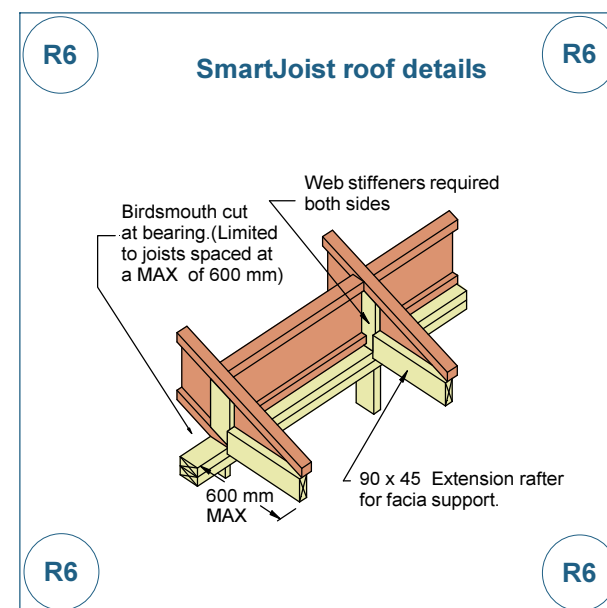 R6
SmartJoist roof details
R6
Web stiffeners required
both sides
Birdsmouth cut
at bearing.(Limited
to joists spaced at
a MAX of 600 mm)
600 mm
MAX
90 x 45 Extension rafter
for facia support.
R6
R6